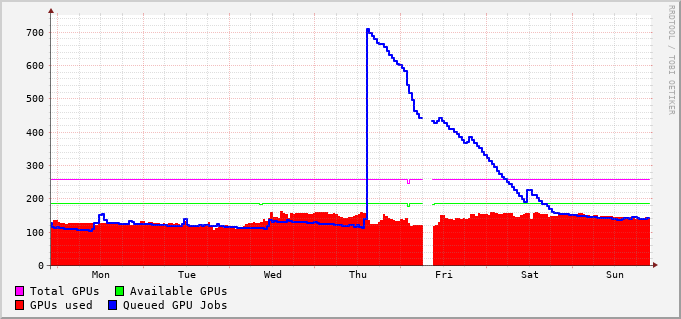 700
600
500
400
300
200
100
0
Mon Tue Wed Thu Fri Sat Sun
Total GPUs Available GPUs
GPUs used Queued GPU Jobs
RRDTOOL / TOBI OETIKER